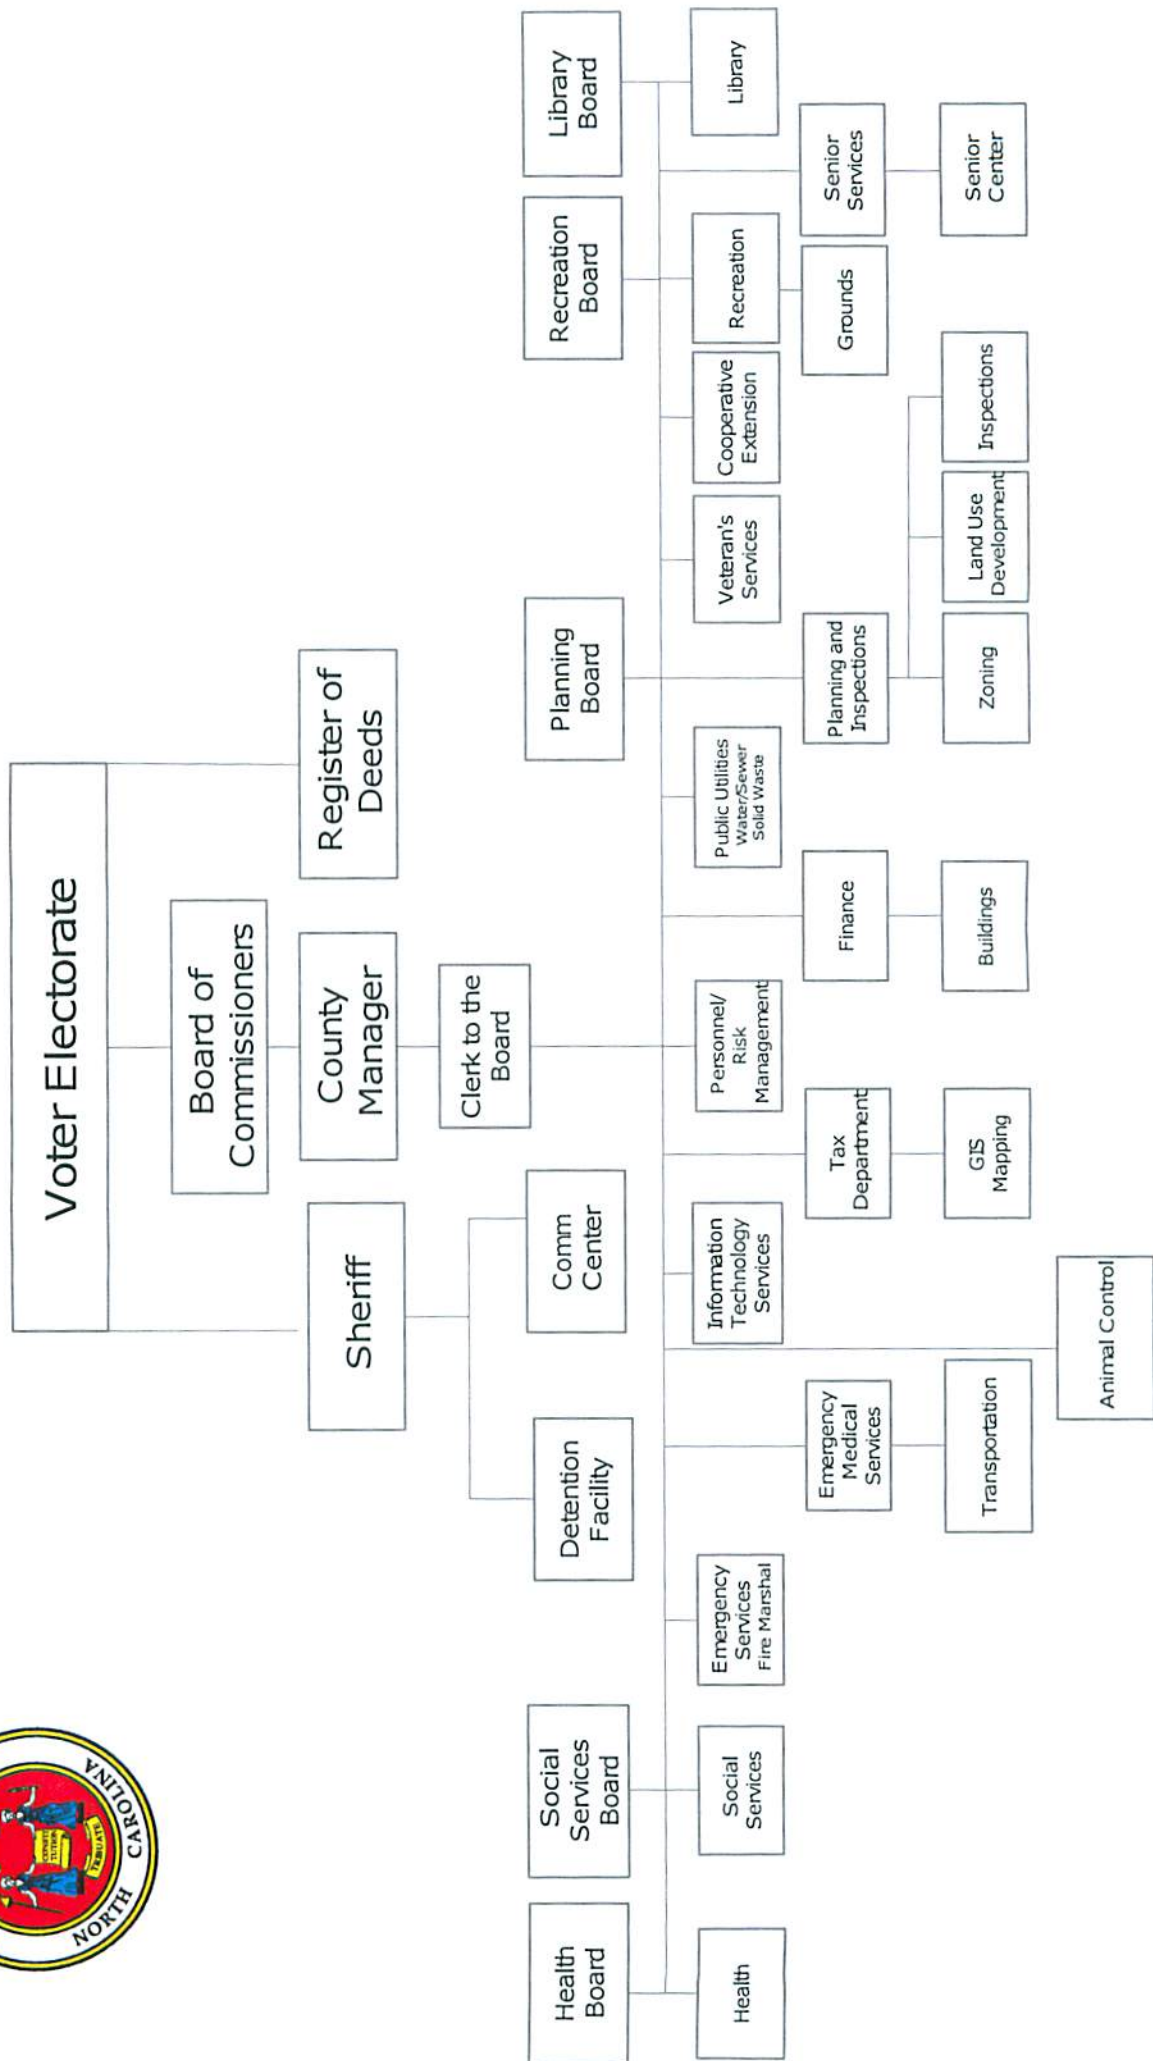 NORTH CAROLINA
Voter Electorate
Board of
Commissioners
Sheriff
County
Manager
Register of
Deeds
Clerk to the
Board
Detention
Facility
Comm
Center
Health
Board
Social
Services
Board
Planning
Board
Recreation
Board
Library
Board
Health
Social
Services
Emergency
Services
Fire Marshal
Information
Technology
Services
Personnel/
Risk
Management
Public Utilities
Water/Sewer
Solid Waste
Veteran's
Services
Cooperative
Extension
Recreation
Library
Emergency
Medical
Services
Tax
Department
Finance
Planning and
Inspections
Grounds
Senior
Services
Transportation
GIS
Mapping
Buildings
Zoning
Land Use
Development
Inspections
Senior
Center
Animal Control